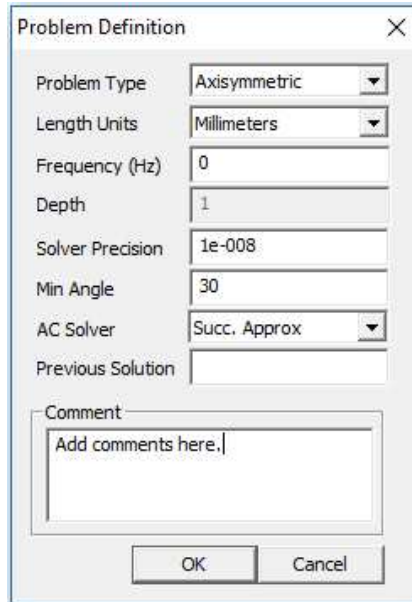 Problem Definition
Problem Type Axisymmetric
Length Units Millimeters
Frequency (Hz) 0
Depth 1
Solver Precision 1e-008
Min Angle 30
AC Solver Succ. Approx
Previous Solution
Comment
Add comments here.
OK Cancel